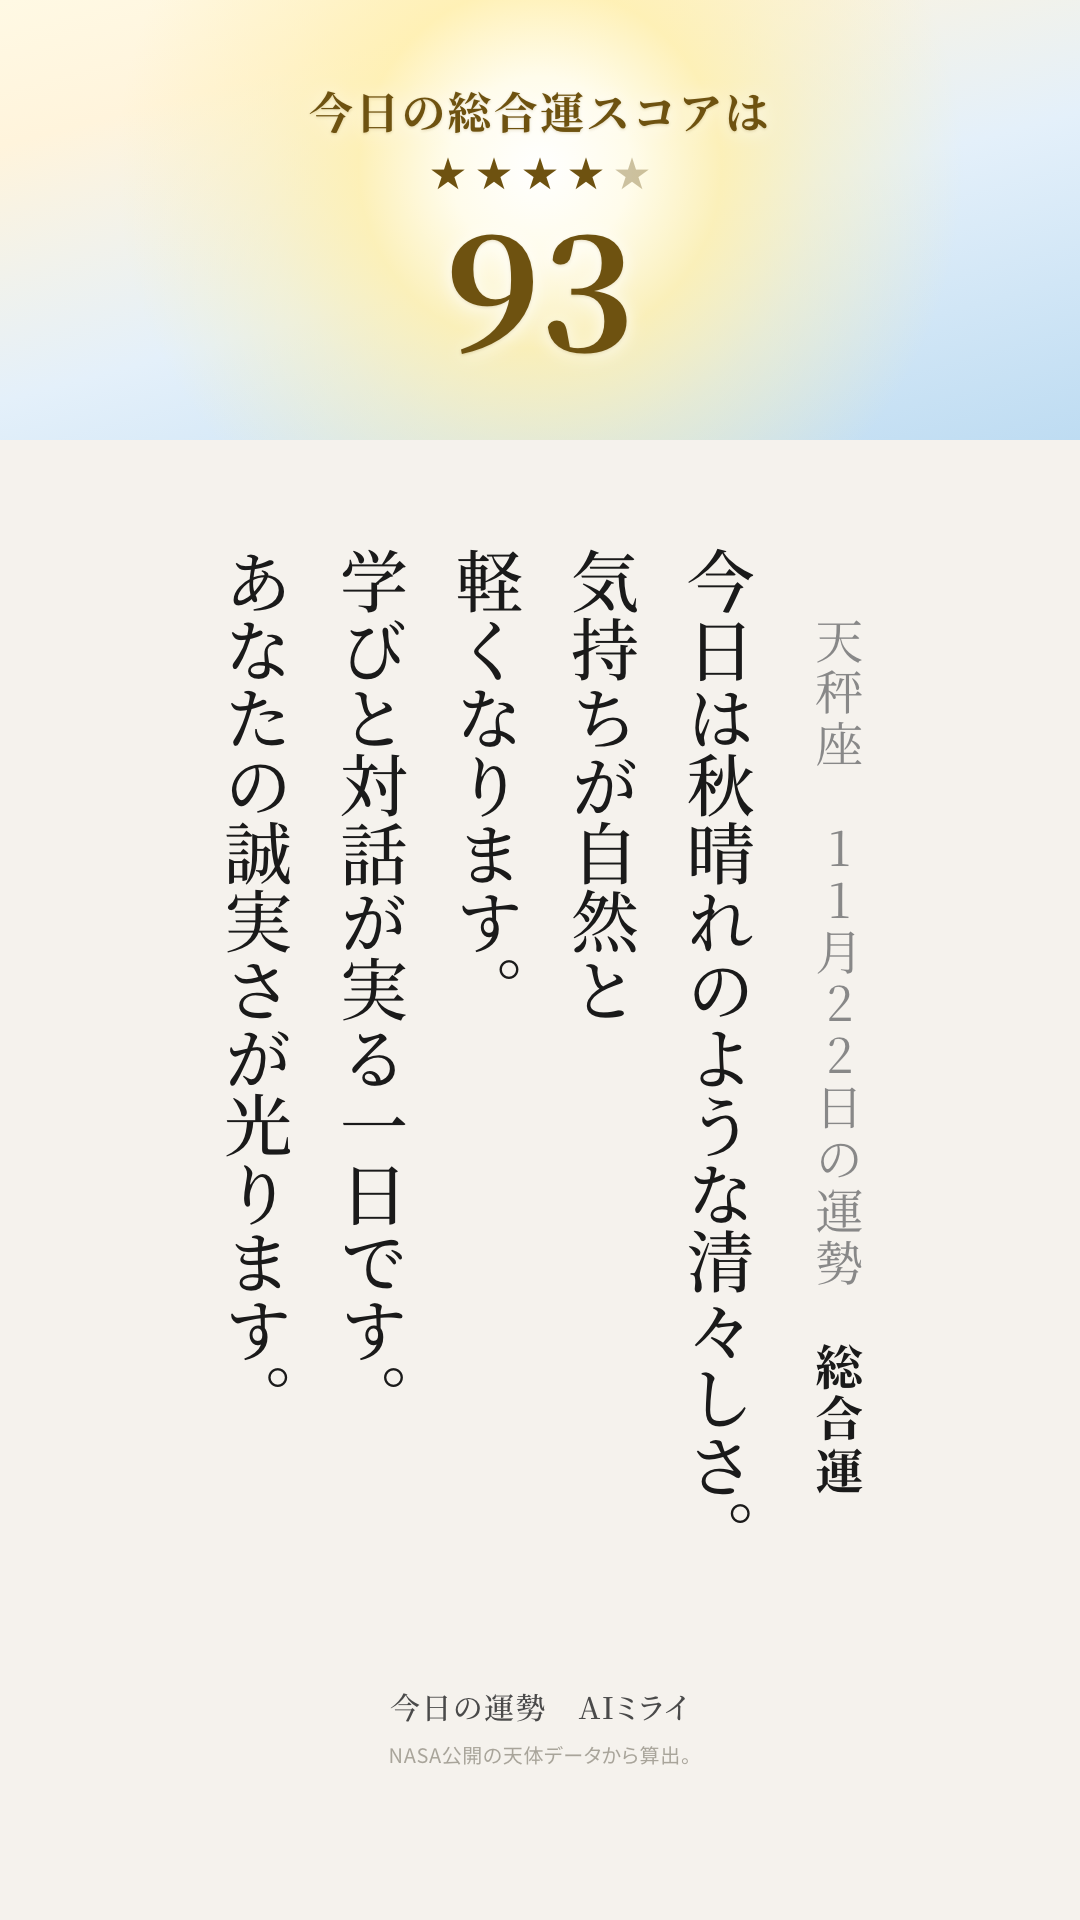 今日の総合運スコアは
★★★★★
93
天秤座　11月22日の運勢　総合運
今日は秋晴れのような清々しさ。
気持ちが自然と
軽くなります。
学びと対話が実る一日です。
あなたの誠実さが光ります。
今日の運勢　AIミライ
NASA公開の天体データから算出。